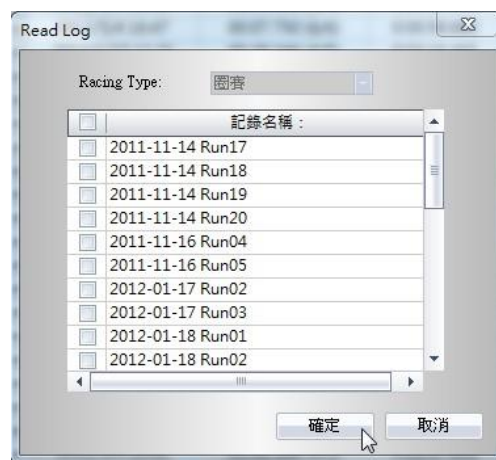 Read Log
Racing Type: 圈賽
記錄名稱：
2011-11-14 Run17
2011-11-14 Run18
2011-11-14 Run19
2011-11-14 Run20
2011-11-16 Run04
2011-11-16 Run05
2012-01-17 Run02
2012-01-17 Run03
2012-01-18 Run01
2012-01-18 Run02
確定 取消